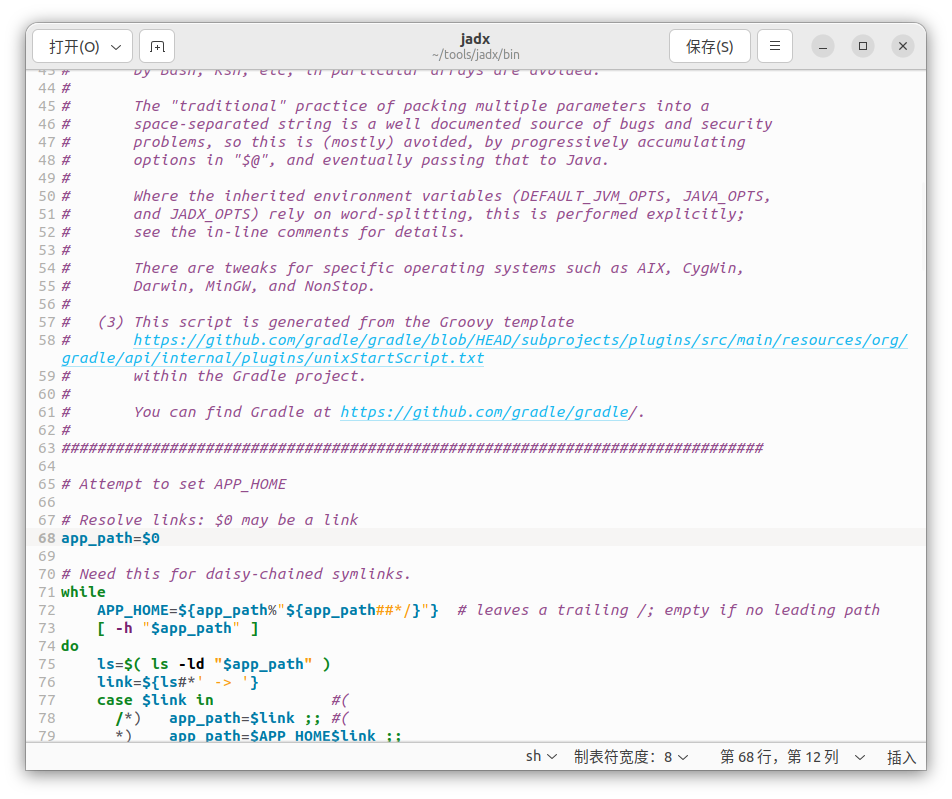 打开(O)
jadx
~/tools/jadx/bin
保存(S)
43 #       by Bash, Ksh, etc; in particular arrays are avoided.
44 #
45 #       The "traditional" practice of packing multiple parameters into a
46 #       space-separated string is a well documented source of bugs and security
47 #       problems, so this is (mostly) avoided, by progressively accumulating
48 #       options in "$@", and eventually passing that to Java.
49 #
50 #       Where the inherited environment variables (DEFAULT_JVM_OPTS, JAVA_OPTS,
51 #       and JADX_OPTS) rely on word-splitting, this is performed explicitly;
52 #       see the in-line comments for details.
53 #
54 #       There are tweaks for specific operating systems such as AIX, CygWin,
55 #       Darwin, MinGW, and NonStop.
56 #
57 #   (3) This script is generated from the Groovy template
58 #       https://github.com/gradle/gradle/blob/HEAD/subprojects/plugins/src/main/resources/org/
gradle/api/internal/plugins/unixStartScript.txt
59 #       within the Gradle project.
60 #
61 #       You can find Gradle at https://github.com/gradle/gradle/.
62 #
63 ##############################################################################
64
65 # Attempt to set APP_HOME
66
67 # Resolve links: $0 may be a link
68 app_path=$0
69
70 # Need this for daisy-chained symlinks.
71 while
72     APP_HOME=${app_path%"${app_path##*/}"}  # leaves a trailing /; empty if no leading path
73     [ -h "$app_path" ]
74 do
75     ls=$( ls -ld "$app_path" )
76     link=${ls#*' -> '}
77     case $link in             #(
78       /*)   app_path=$link ;; #(
79       *)    app_path=$APP_HOME$link ;;
sh 制表符宽度：8 第 68 行，第 12 列 插入